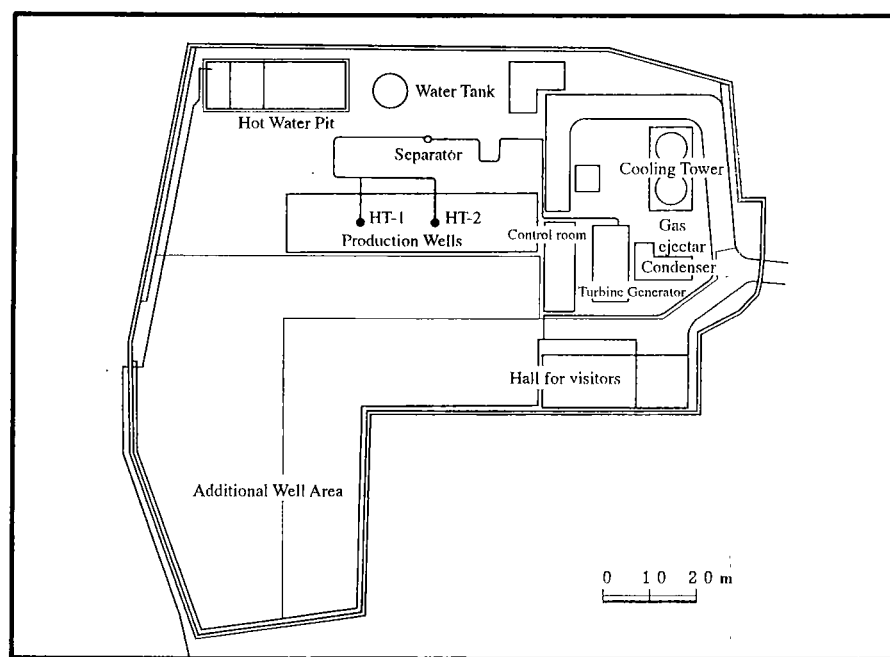 Water Tank
Hot Water Pit
Separator
Cooling Tower
HT-1
HT-2
Production Wells
Control room
Gas
ejectar
Condenser
Turbine Generator
Hall for visitors
Additional Well Area
0 10 20 m